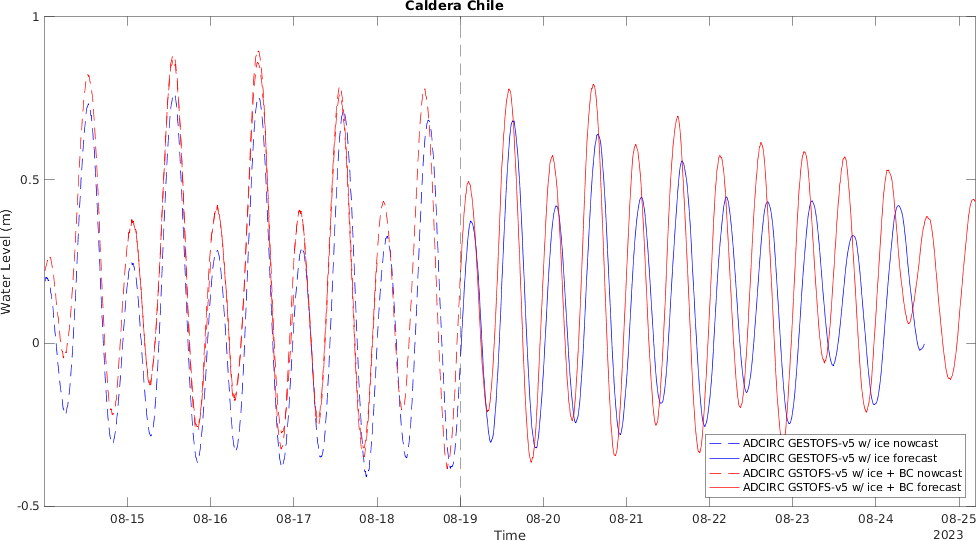 Caldera Chile
1
0.5
0
-0.5
Water Level (m)
ADCIRC GESTOFS-v5 w/ ice nowcast
ADCIRC GESTOFS-v5 w/ ice forecast
ADCIRC GSTOFS-v5 w/ ice + BC nowcast
ADCIRC GSTOFS-v5 w/ ice + BC forecast
08-15 08-16 08-17 08-18 08-19 08-20 08-21 08-22 08-23 08-24 08-25
Time
2023